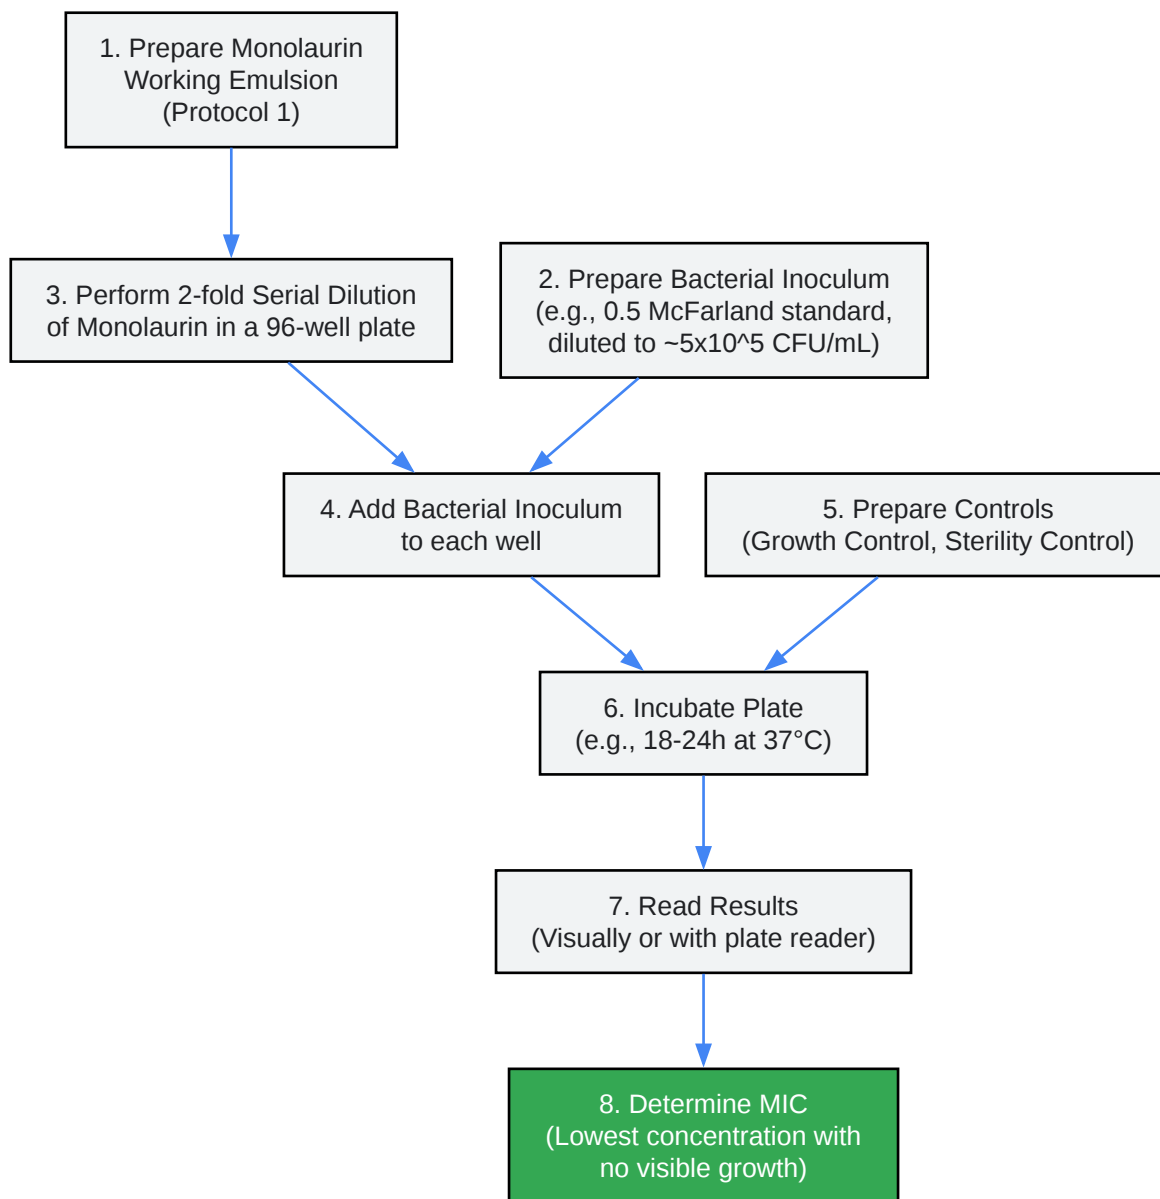 1. Prepare Monolaurin
Working Emulsion
(Protocol 1)
3. Perform 2-fold Serial Dilution
of Monolaurin in a 96-well plate
2. Prepare Bacterial Inoculum
(e.g., 0.5 McFarland standard,
diluted to ~5x10^5 CFU/mL)
4. Add Bacterial Inoculum
to each well
5. Prepare Controls
(Growth Control, Sterility Control)
6. Incubate Plate
(e.g., 18-24h at 37°C)
7. Read Results
(Visually or with plate reader)
8. Determine MIC
(Lowest concentration with
no visible growth)